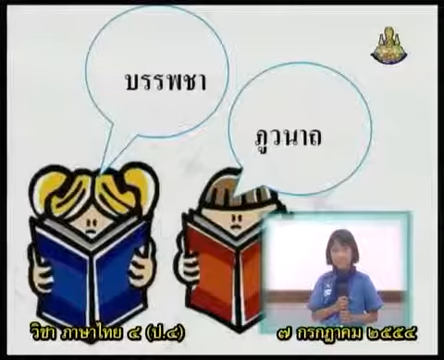 บรรพชา
ภูวนาถ
วิชา ภาษาไทย ๔ (ป.๔)
๗ กรกฎาคม ๒๕๕๔